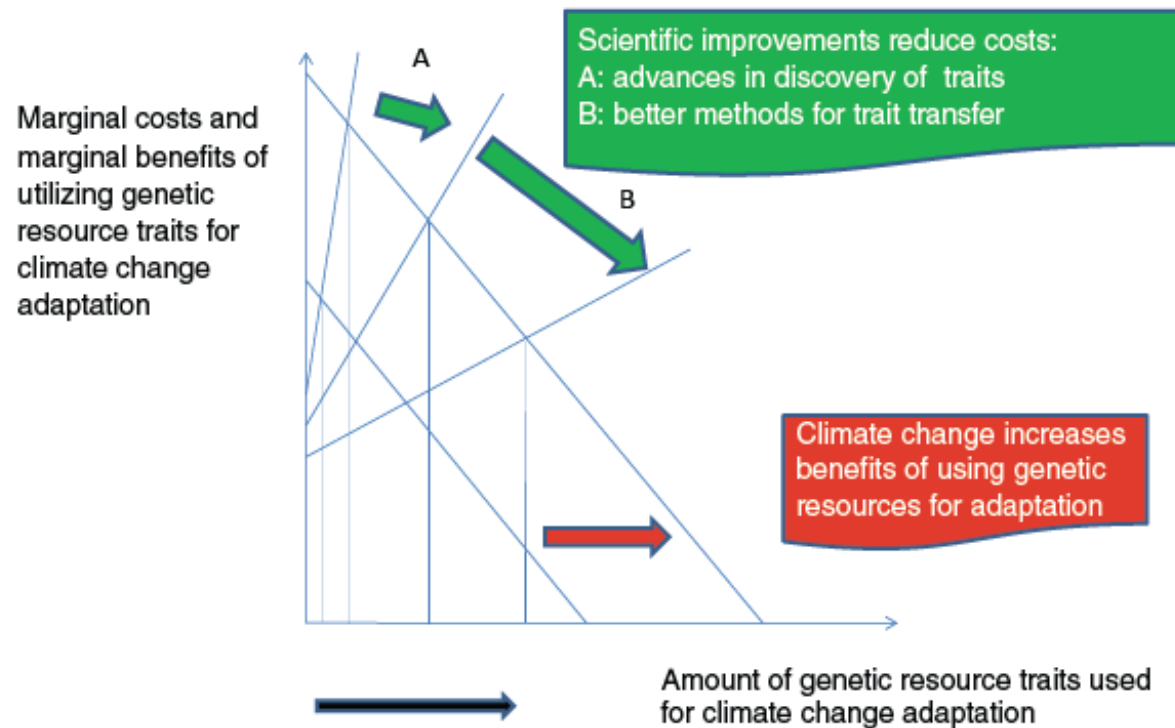 A
Scientific improvements reduce costs:
A: advances in discovery of traits
B: better methods for trait transfer
Marginal costs and
marginal benefits of
utilizing genetic
resource traits for
climate change
adaptation
B
Climate change increases
benefits of using genetic
resources for adaptation
Amount of genetic resource traits used
for climate change adaptation